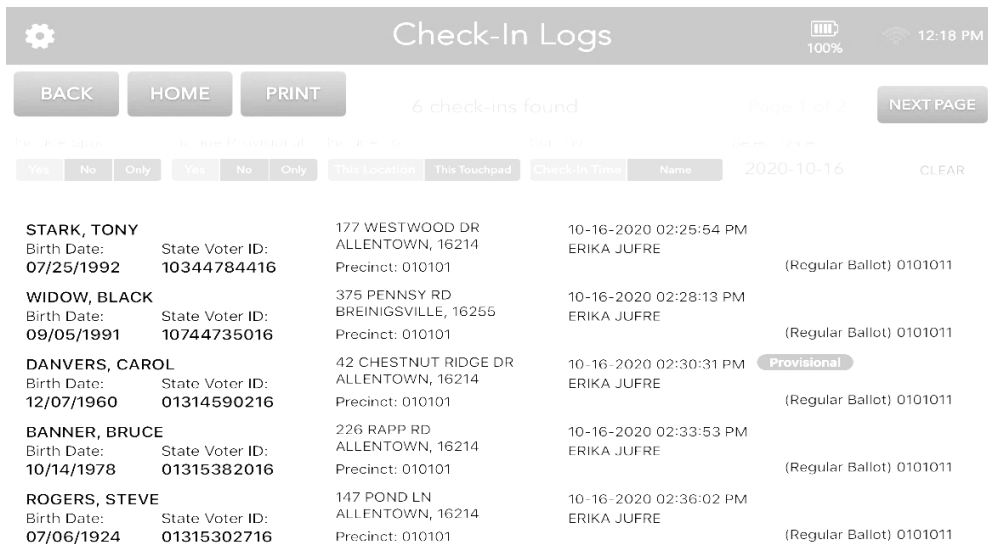 Check-In Logs
100%
12:18 PM
BACK HOME PRINT
6 check-ins found
Page 1 of 2
NEXT PAGE
Yes No Only Yes No Only This Location This Touchpad Check-In Time Name 2020-10-16 CLEAR
STARK, TONY 177 WESTWOOD DR 10-16-2020 02:25:54 PM
Birth Date: State Voter ID: ALLENTOWN, 16214 ERIKA JUFRE
07/25/1992 10344784416 Precinct: 010101 (Regular Ballot) 0101011
WIDOW, BLACK 375 PENNSY RD 10-16-2020 02:28:13 PM
Birth Date: State Voter ID: BREINIGSVILLE, 16255 ERIKA JUFRE
09/05/1991 10744735016 Precinct: 010101 (Regular Ballot) 0101011
DANVERS, CAROL 42 CHESTNUT RIDGE DR 10-16-2020 02:30:31 PM Provisional
Birth Date: State Voter ID: ALLENTOWN, 16214 ERIKA JUFRE
12/07/1960 01314590216 Precinct: 010101 (Regular Ballot) 0101011
BANNER, BRUCE 226 RAPP RD 10-16-2020 02:33:53 PM
Birth Date: State Voter ID: ALLENTOWN, 16214 ERIKA JUFRE
10/14/1978 01315382016 Precinct: 010101 (Regular Ballot) 0101011
ROGERS, STEVE 147 POND LN 10-16-2020 02:36:02 PM
Birth Date: State Voter ID: ALLENTOWN, 16214 ERIKA JUFRE
07/06/1924 01315302716 Precinct: 010101 (Regular Ballot) 0101011